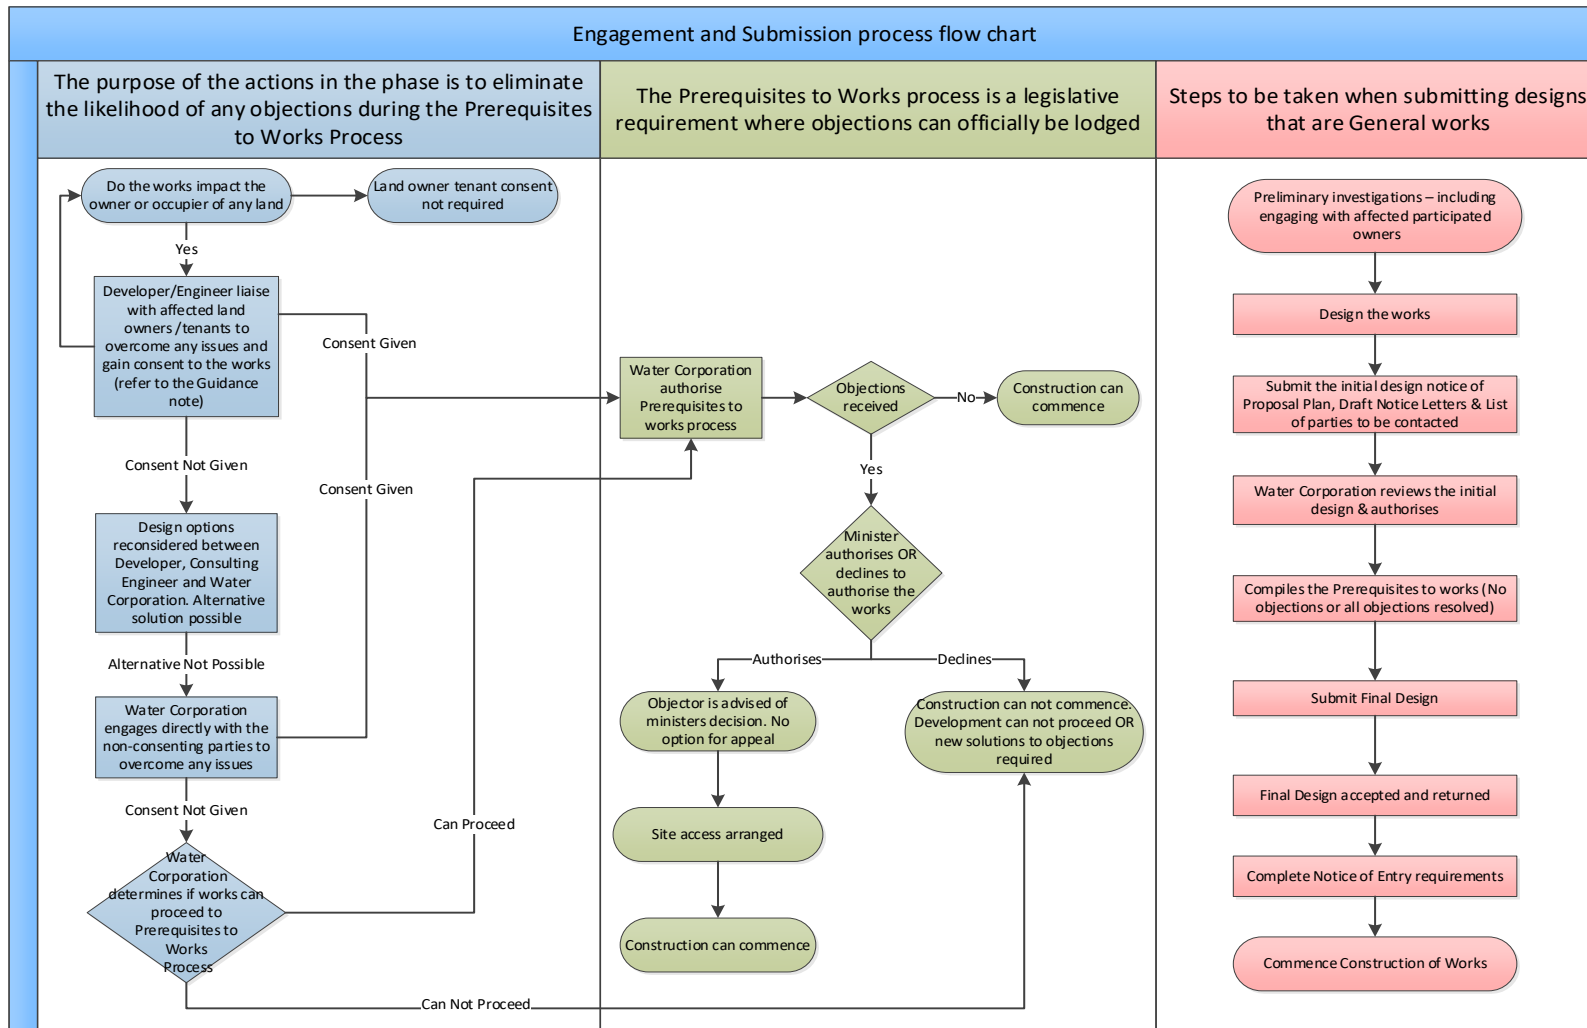 Engagement and Submission process flow chart
The purpose of the actions in the phase is to eliminate
the likelihood of any objections during the Prerequisites
to Works Process
The Prerequisites to Works process is a legislative
requirement where objections can officially be lodged
Steps to be taken when submitting designs
that are General works
Do the works impact the
owner or occupier of any land
Land owner tenant consent
not required
Yes
Developer/Engineer liaise
with affected land
owners/tenants to
overcome any issues and
gain consent to the works
(refer to the Guidance
note)
Consent Given
Consent Not Given
Consent Given
Design options
reconsidered between
Developer, Consulting
Engineer and Water
Corporation. Alternative
solution possible
Alternative Not Possible
Water Corporation
engages directly with the
non-consenting parties to
overcome any issues
Consent Not Given
Can Proceed
Water
Corporation
determines if works can
proceed to
Prerequisites to
Works
Process
Can Not Proceed
Water Corporation
authorise
Prerequisites to
works process
Objections
received
No
Construction can
commence
Yes
Minister
authorises OR
declines to
authorise the
works
Authorises
Declines
Objector is advised of
ministers decision. No
option for appeal
Construction can not commence.
Development can not proceed OR
new solutions to objections
required
Site access arranged
Construction can commence
Preliminary investigations – including
engaging with affected participated
owners
Design the works
Submit the initial design notice of
Proposal Plan, Draft Notice Letters & List
of parties to be contacted
Water Corporation reviews the initial
design & authorises
Compiles the Prerequisites to works (No
objections or all objections resolved)
Submit Final Design
Final Design accepted and returned
Complete Notice of Entry requirements
Commence Construction of Works